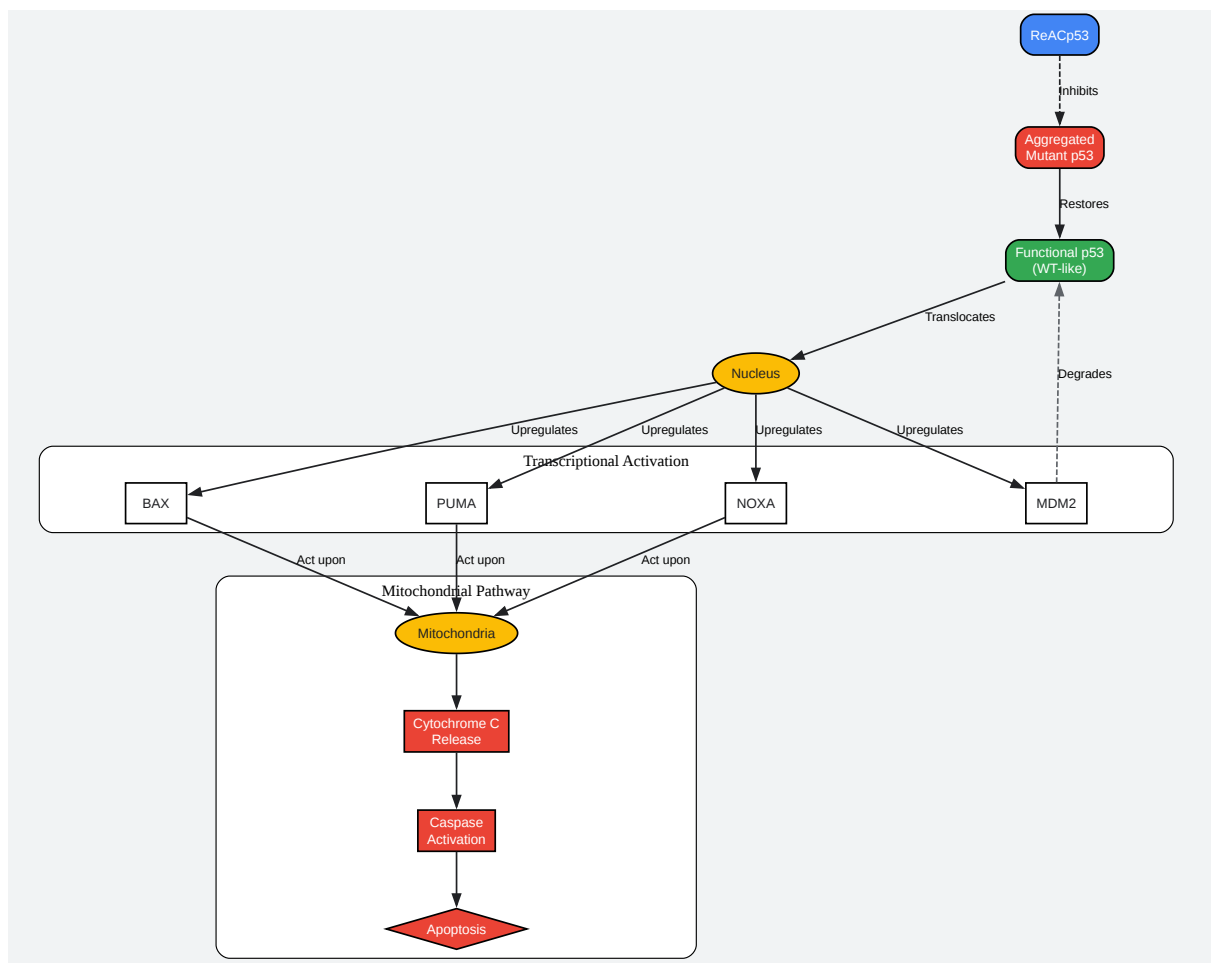 ReACp53
Inhibits
Aggregated
Mutant p53
Restores
Functional p53
(WT-like)
Translocates
Nucleus
Degrades
Upregulates
Upregulates
Upregulates
Upregulates
Transcriptional Activation
BAX
PUMA
NOXA
MDM2
Act upon
Act upon
Act upon
Mitochondrial Pathway
Mitochondria
Cytochrome C
Release
Caspase
Activation
Apoptosis